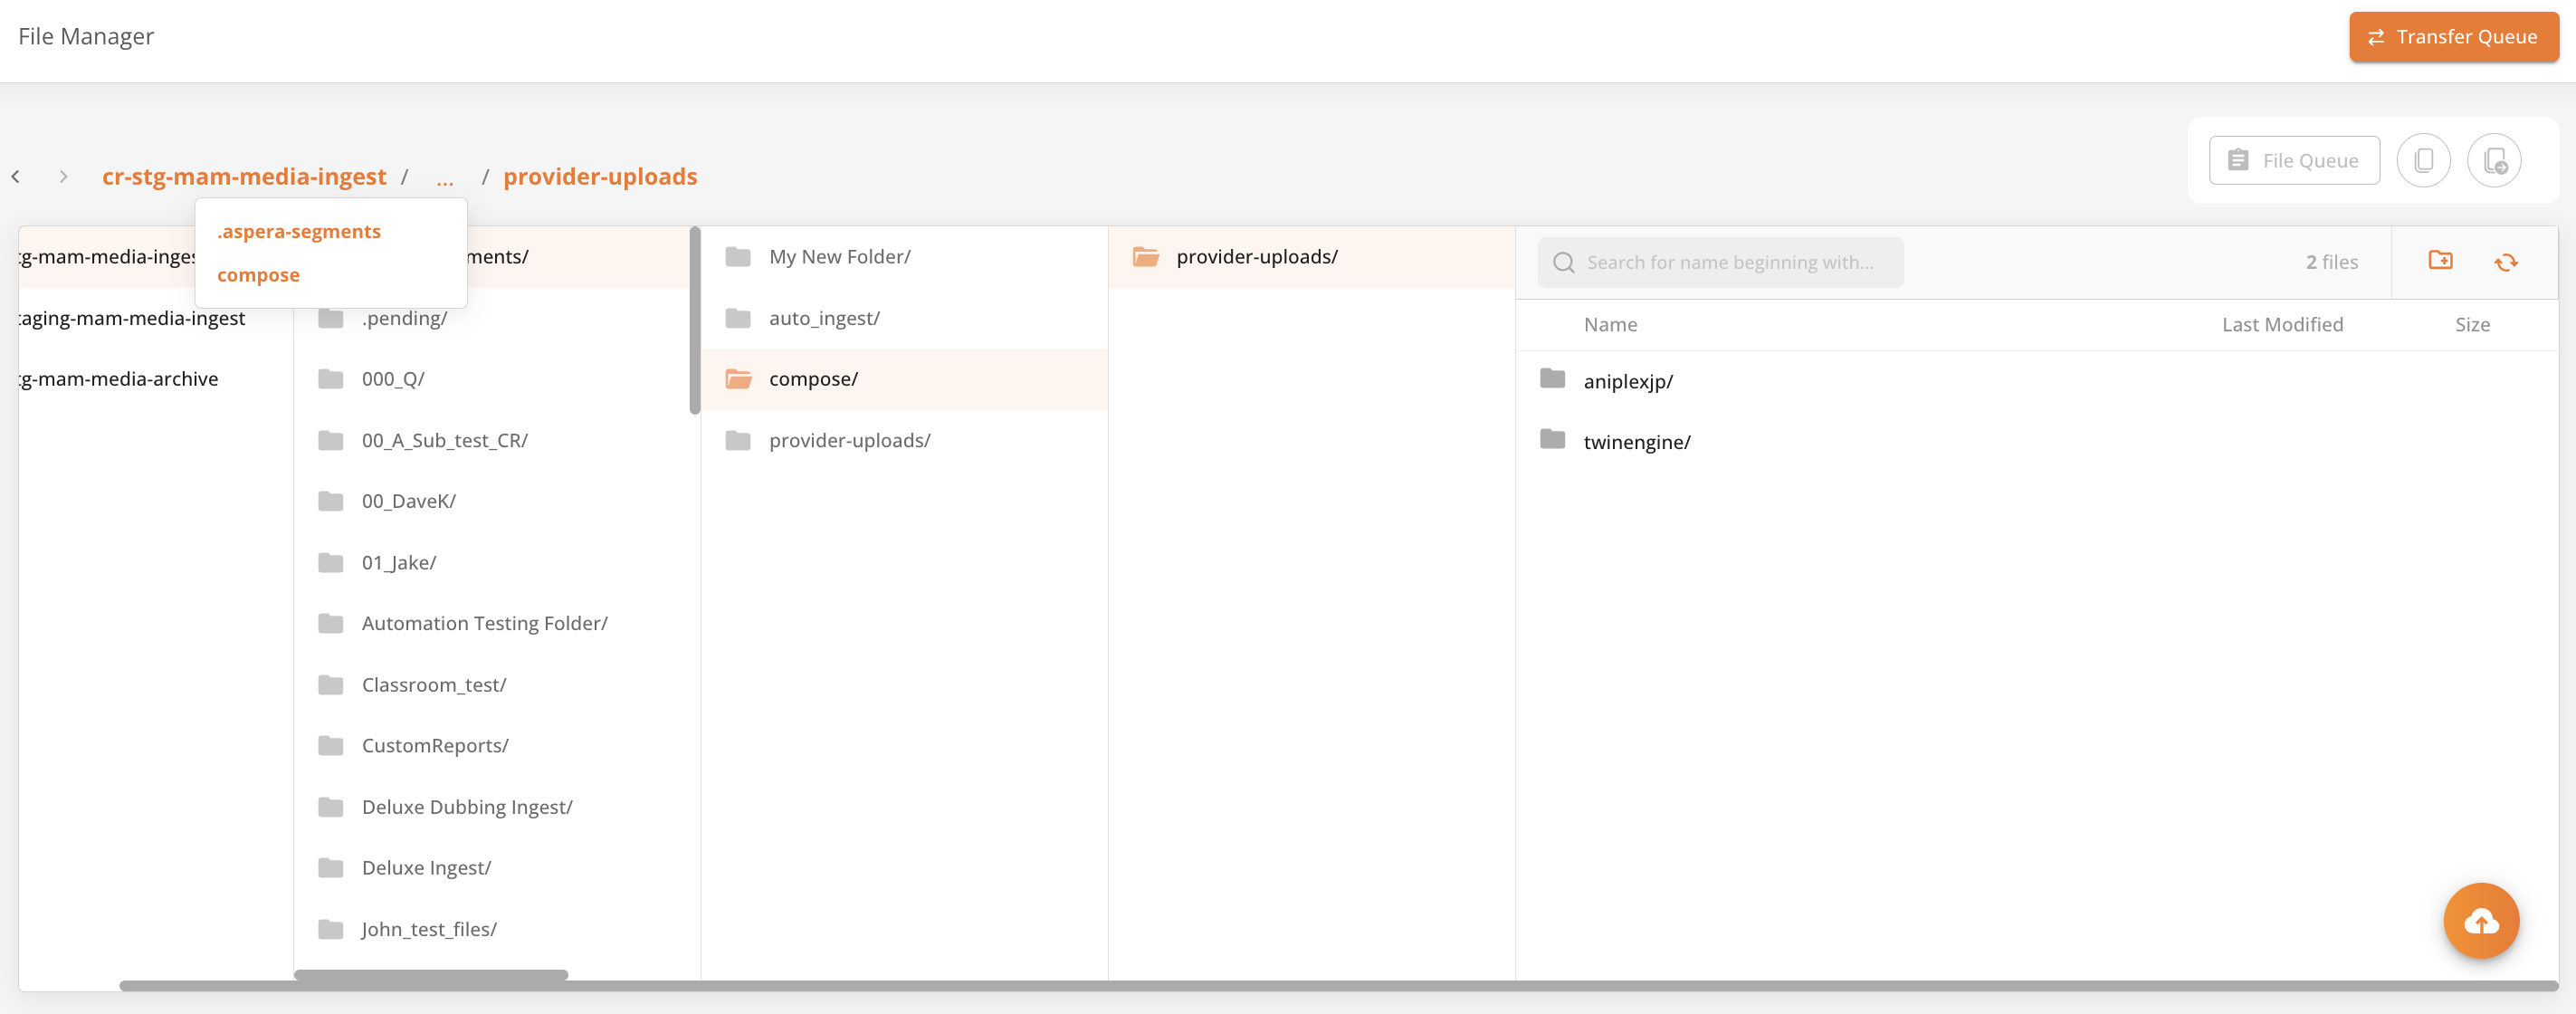 File Manager
Transfer Queue
File Queue
cr-stg-mam-media-ingest / ... / provider-uploads
.aspera-segments
compose
g-mam-media-inges
taging-mam-media-ingest
g-mam-media-archive
ments/
.pending/
000_Q/
00_A_Sub_test_CR/
00_DaveK/
01_Jake/
Automation Testing Folder/
Classroom_test/
CustomReports/
Deluxe Dubbing Ingest/
Deluxe Ingest/
John_test_files/
My New Folder/
auto_ingest/
compose/
provider-uploads/
provider-uploads/
Search for name beginning with...
2 files
Name Last Modified Size
aniplexjp/
twinengine/